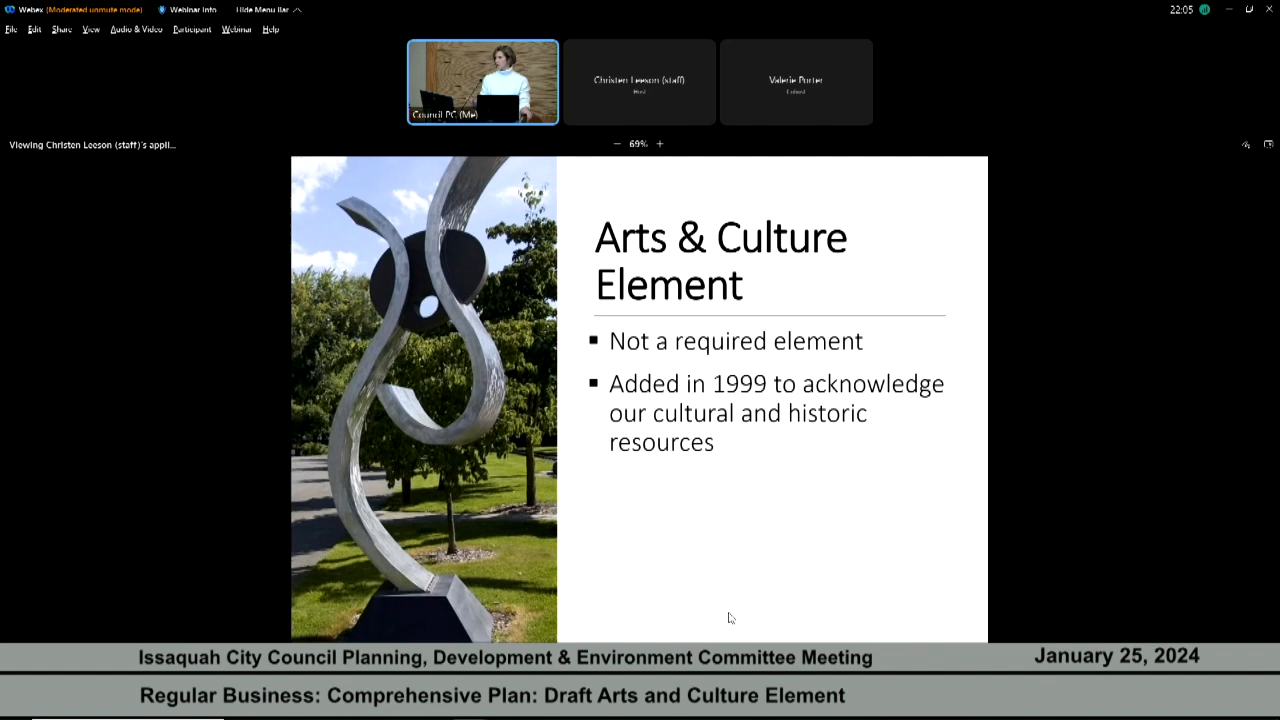 Webex (Moderated unmute mode) Webinar Info Hide Menu Bar 22:05
File Edit Share View Audio & Video Participant Webinar Help
Christen Leeson (staff)
Host
Valerie Porter
Cohost
Council PC (Me)
Viewing Christen Leeson (staff)'s appli...
69%
Arts & Culture
Element
Not a required element
Added in 1999 to acknowledge
our cultural and historic
resources
Issaquah City Council Planning, Development & Environment Committee Meeting
January 25, 2024
Regular Business: Comprehensive Plan: Draft Arts and Culture Element